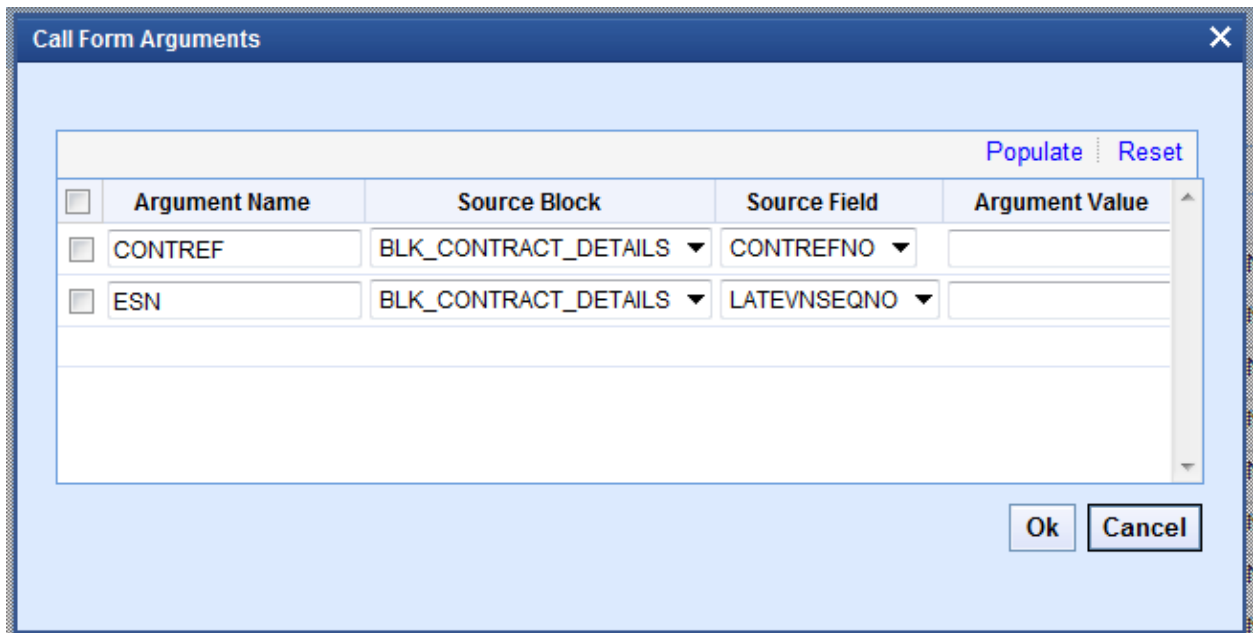 Call Form Arguments
Populate Reset
Argument Name Source Block Source Field Argument Value
CONTREF BLK_CONTRACT_DETAILS CONTREFNO
ESN BLK_CONTRACT_DETAILS LATEVNSEQNO
Ok Cancel